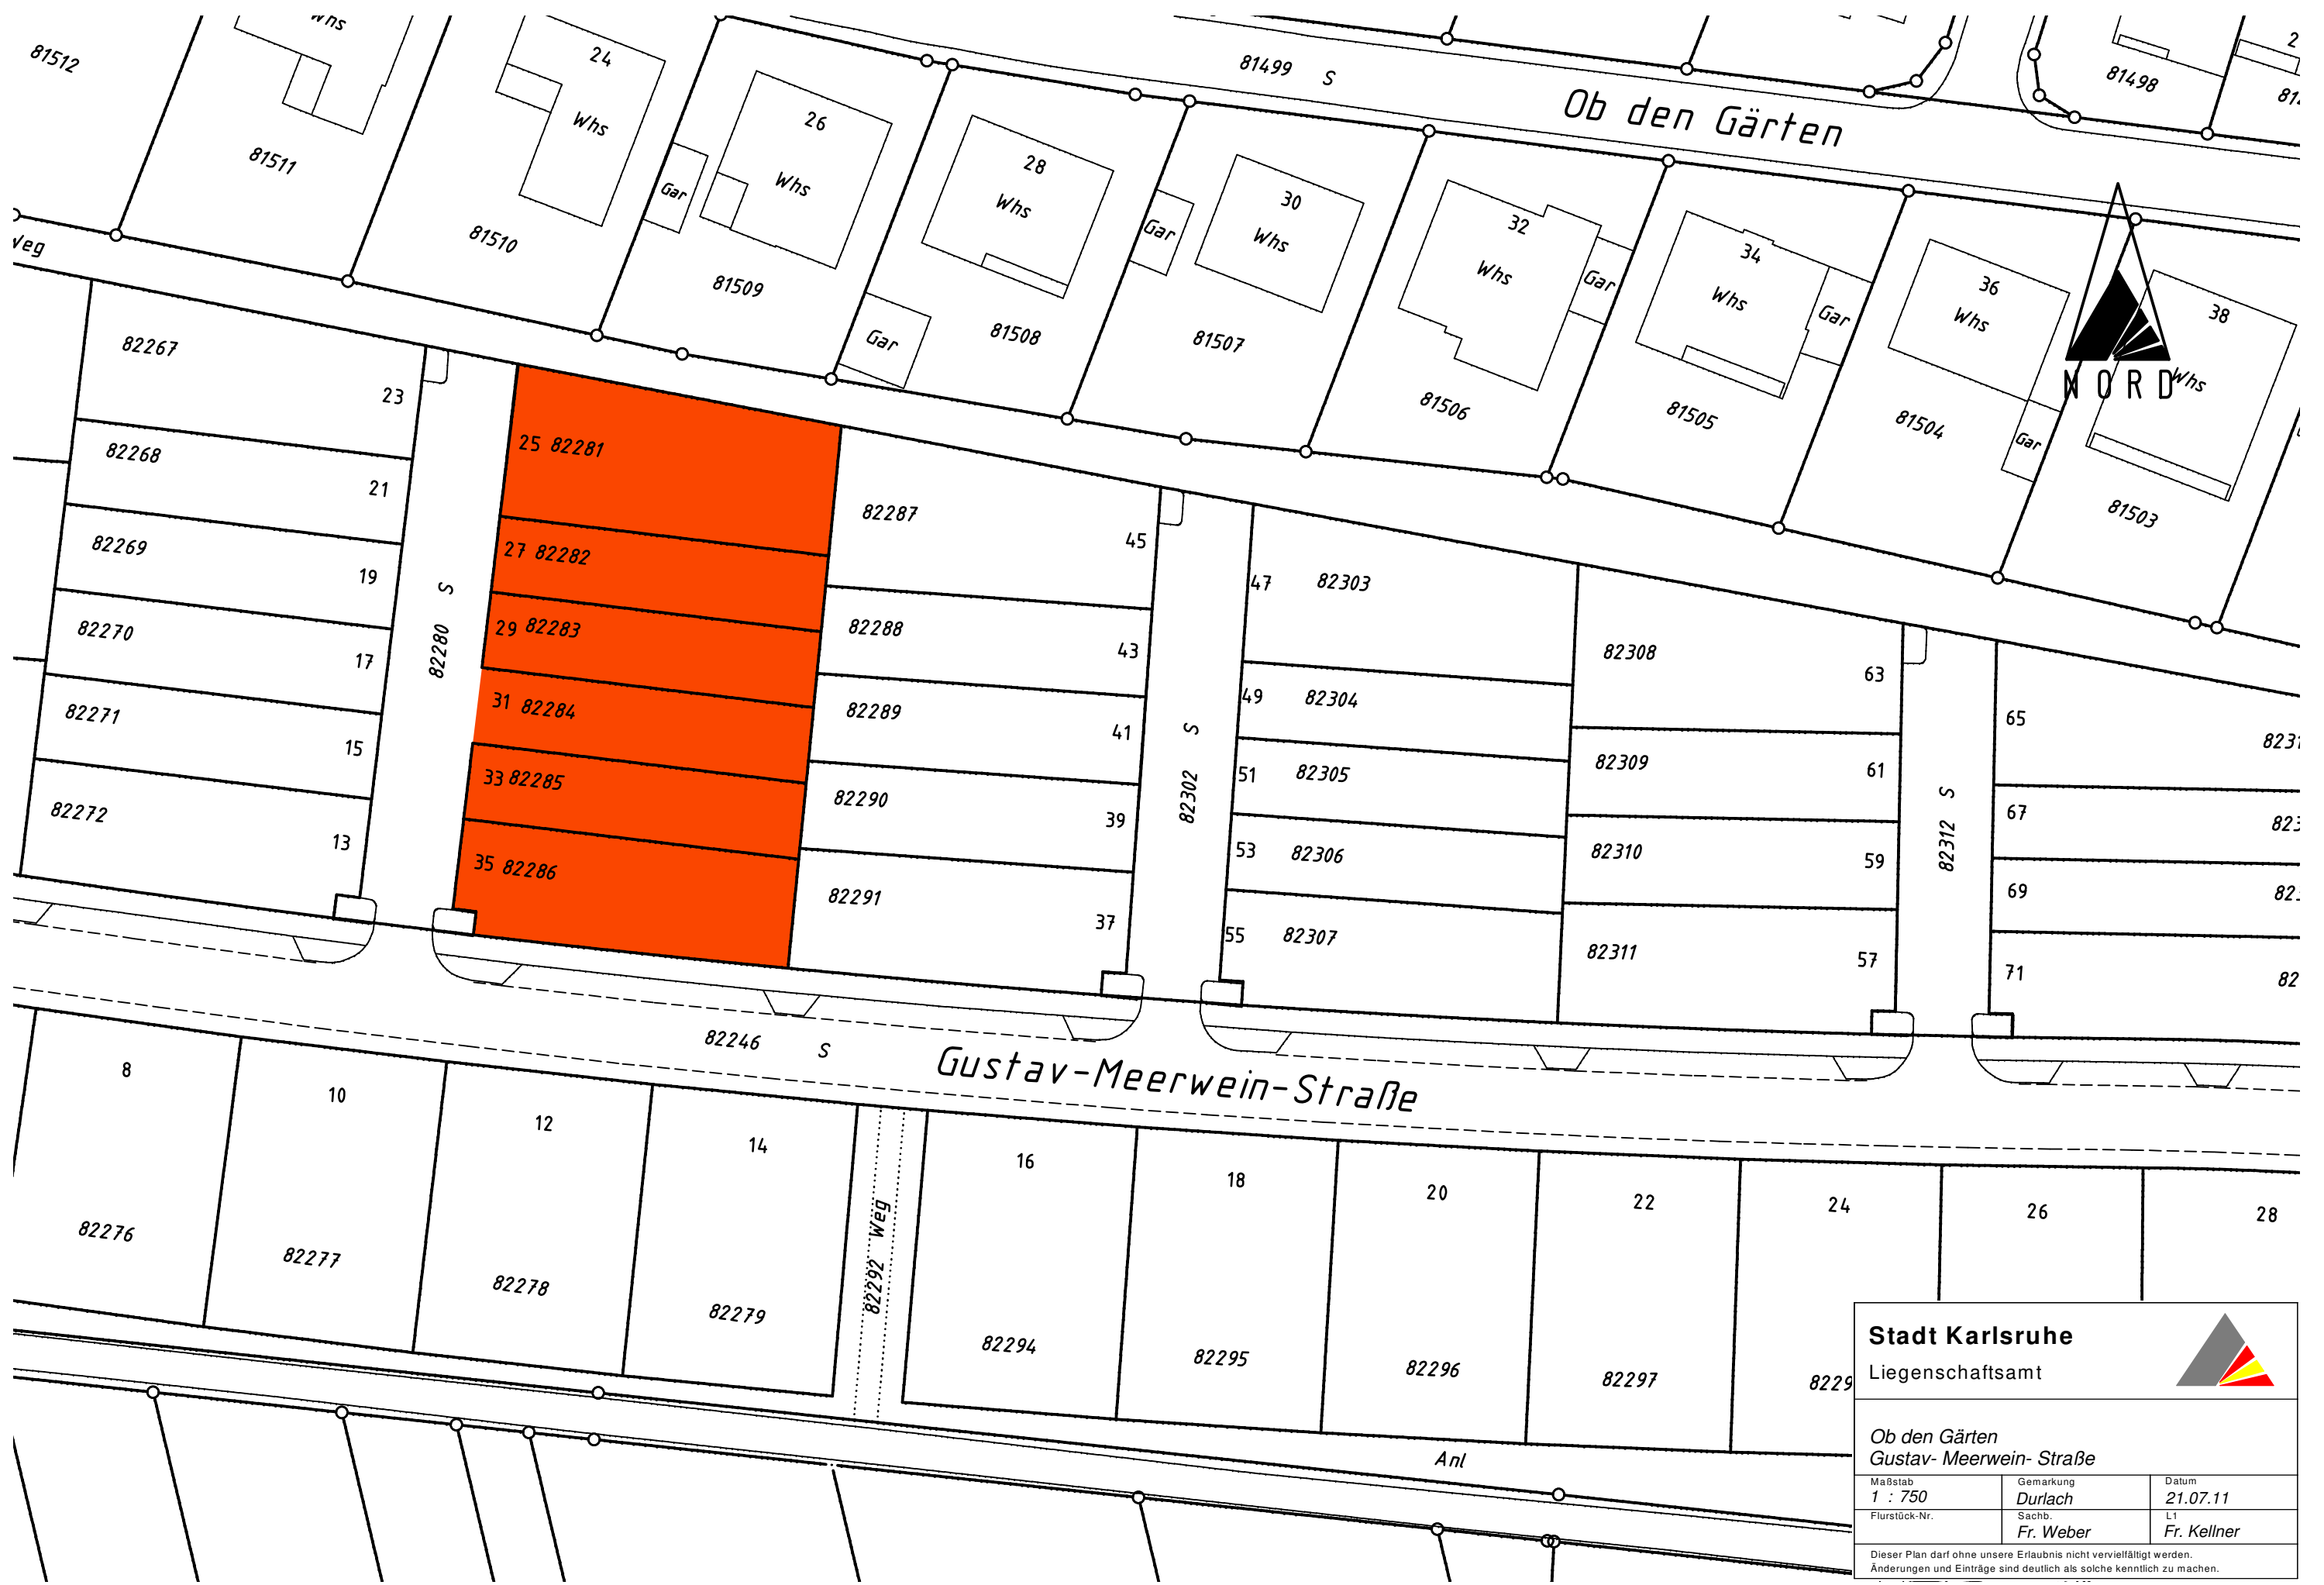 Whs
81512
81511
24
Whs
81510
Gar
26
Whs
81509
28
Whs
Gar
81508
81499 S
Ob den Gärten
81498
Gar
30
Whs
81507
32
Whs
Gar
81506
34
Whs
Gar
81505
36
Whs
Gar
81504
38
Whs
81503
NORD
82267
23
82268
21
82269
19
82270
17
82271
15
82272
13
82280 S
25 82281
27 82282
29 82283
31 82284
33 82285
35 82286
82287
45
82288
43
82289
41
82290
39
82291
37
82302 S
47 82303
49 82304
51 82305
53 82306
55 82307
82308
63
82309
61
82310
59
82311
57
82312 S
65
67
69
71
82246 S
Gustav-Meerwein-Straße
8
82276
10
82277
12
82278
14
82279
82292 Weg
16
82294
18
82295
20
82296
22
82297
24
26
28
Anl
Stadt Karlsruhe
Liegenschaftsamt
Ob den Gärten
Gustav- Meerwein- Straße
Maßstab
1 : 750
Gemarkung
Durlach
Datum
21.07.11
Flurstück-Nr.
Sachb.
Fr. Weber
L1
Fr. Kellner
Dieser Plan darf ohne unsere Erlaubnis nicht vervielfältigt werden.
Änderungen und Einträge sind deutlich als solche kenntlich zu machen.